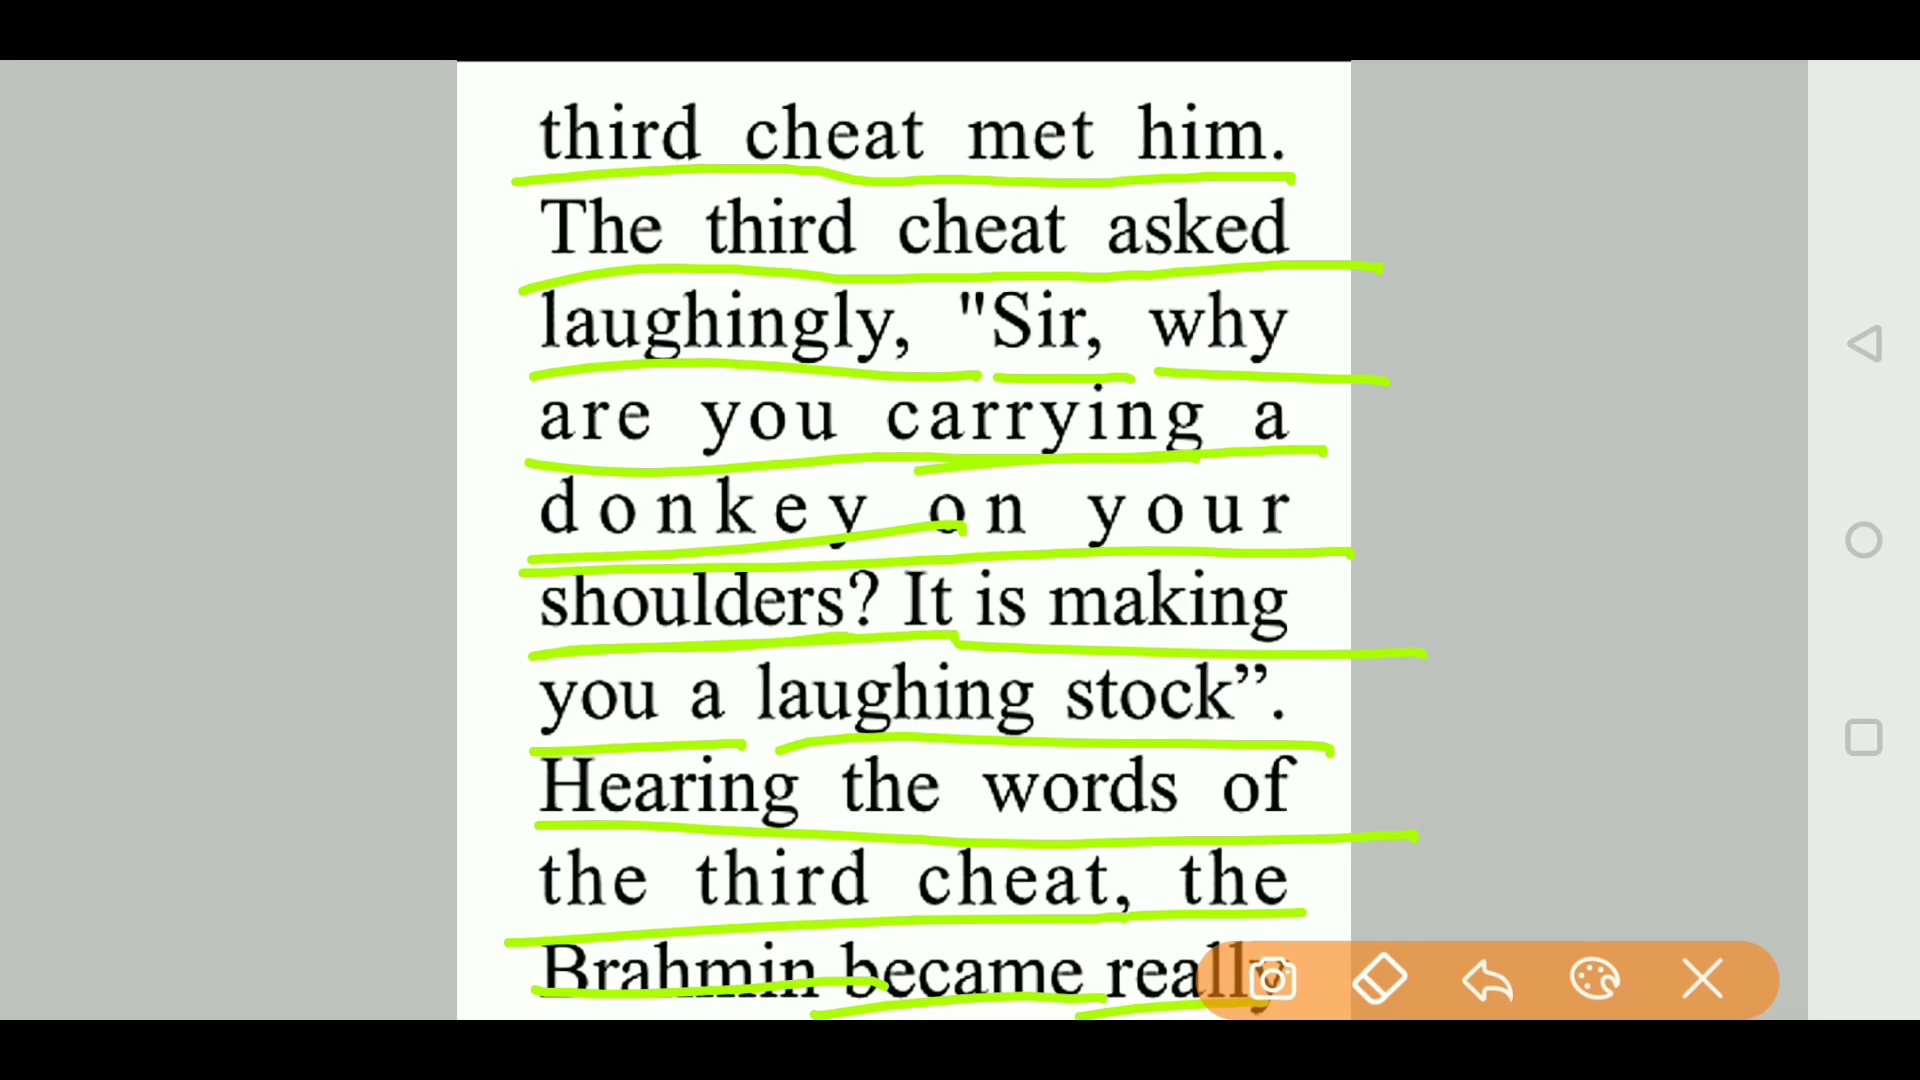 third cheat met him.
The third cheat asked
laughingly, "Sir, why
are you carrying a
donkey on your
shoulders? It is making
you a laughing stock”.
Hearing the words of
the third cheat, the
Brahmin became really